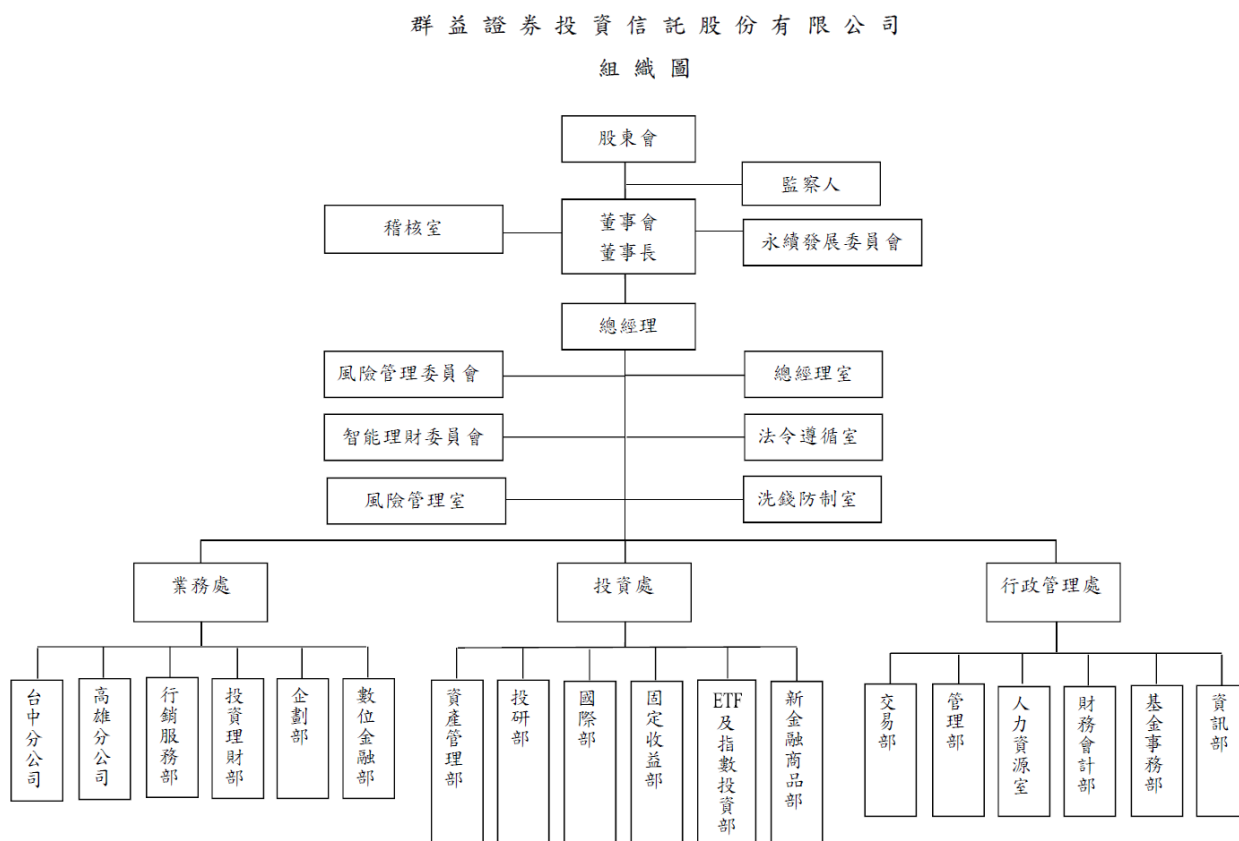 群益證券投資信託股份有限公司
組織圖
股東會
監察人
稽核室
董事會
董事長
永續發展委員會
總經理
風險管理委員會
總經理室
智能理財委員會
法令遵循室
風險管理室
洗錢防制室
業務處
投資處
行政管理處
台中分公司
高雄分公司
行銷服務部
投資理財部
企劃部
數位金融部
資產管理部
投研部
國際部
固定收益部
ETF及指數投資部
新金融商品部
交易部
管理部
人力資源室
財務會計部
基金事務部
資訊部